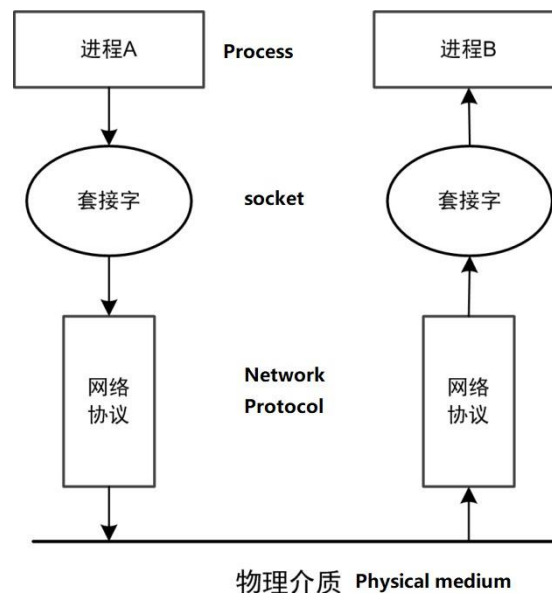 进程A
Process
进程B
套接字
socket
套接字
网络
协议
Network
Protocol
网络
协议
物理介质 Physical medium